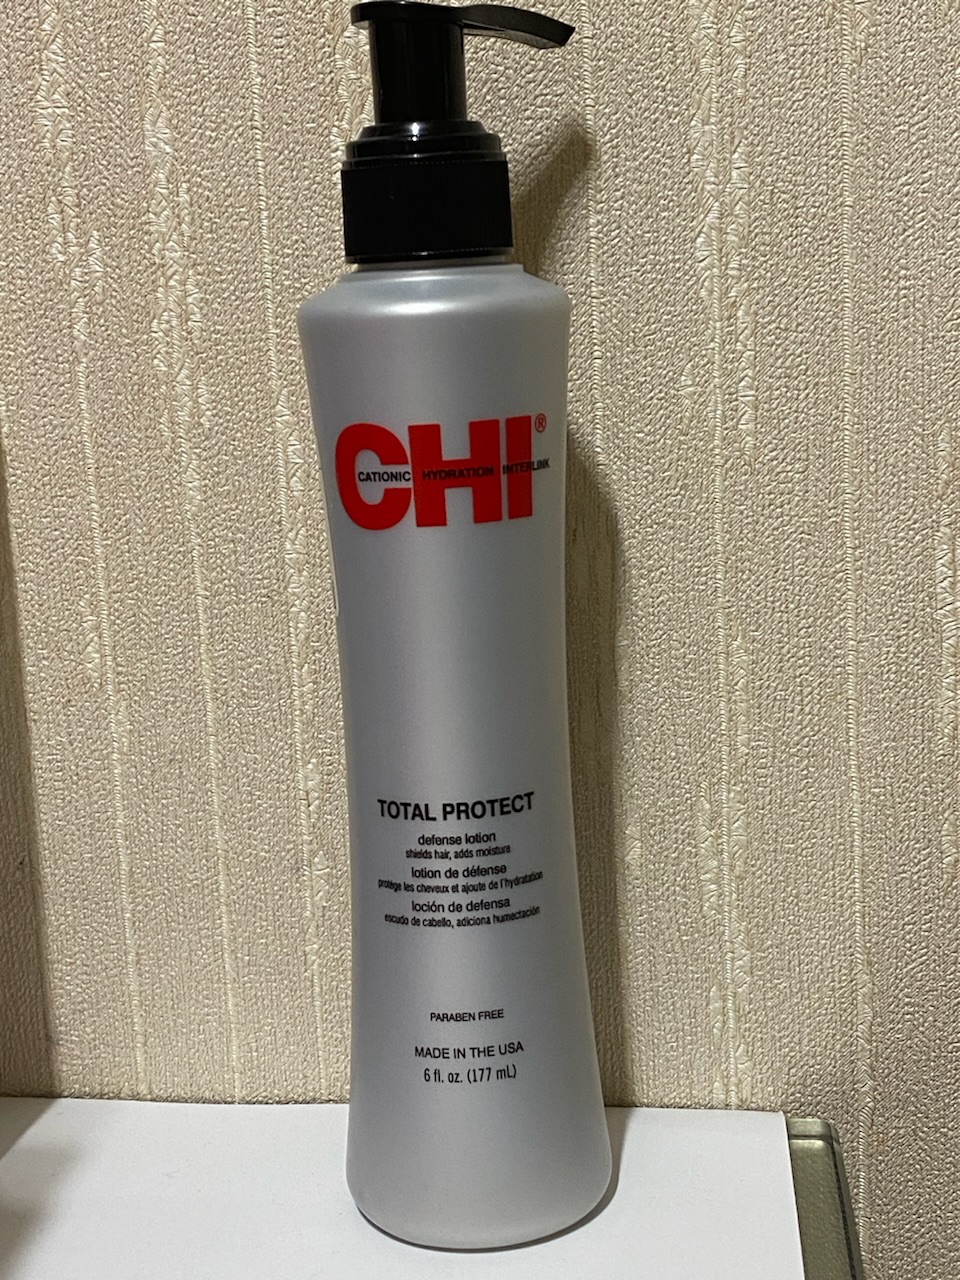 CHI®
CATIONIC HYDRATION INTERLINK
TOTAL PROTECT
defense lotion
shields hair, adds moisture
lotion de défense
protège les cheveux et ajoute de l'hydratation
loción de defensa
escudo de cabello, adiciona humectación
PARABEN FREE
MADE IN THE USA
6 fl. oz. (177 mL)